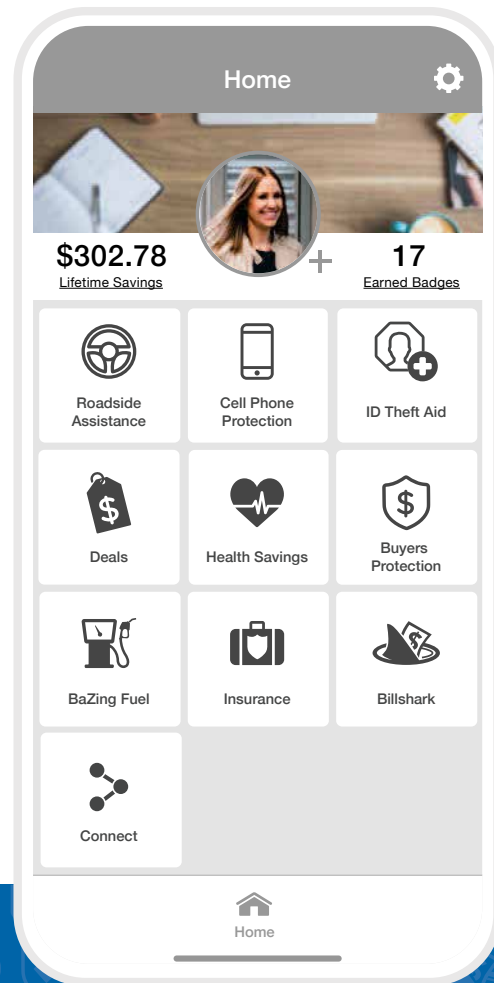 Home
$302.78
Lifetime Savings
17
Earned Badges
Roadside
Assistance
Cell Phone
Protection
ID Theft Aid
$
Deals
Health Savings
$
Buyers
Protection
BaZing Fuel
Insurance
$
Billshark
Connect
Home